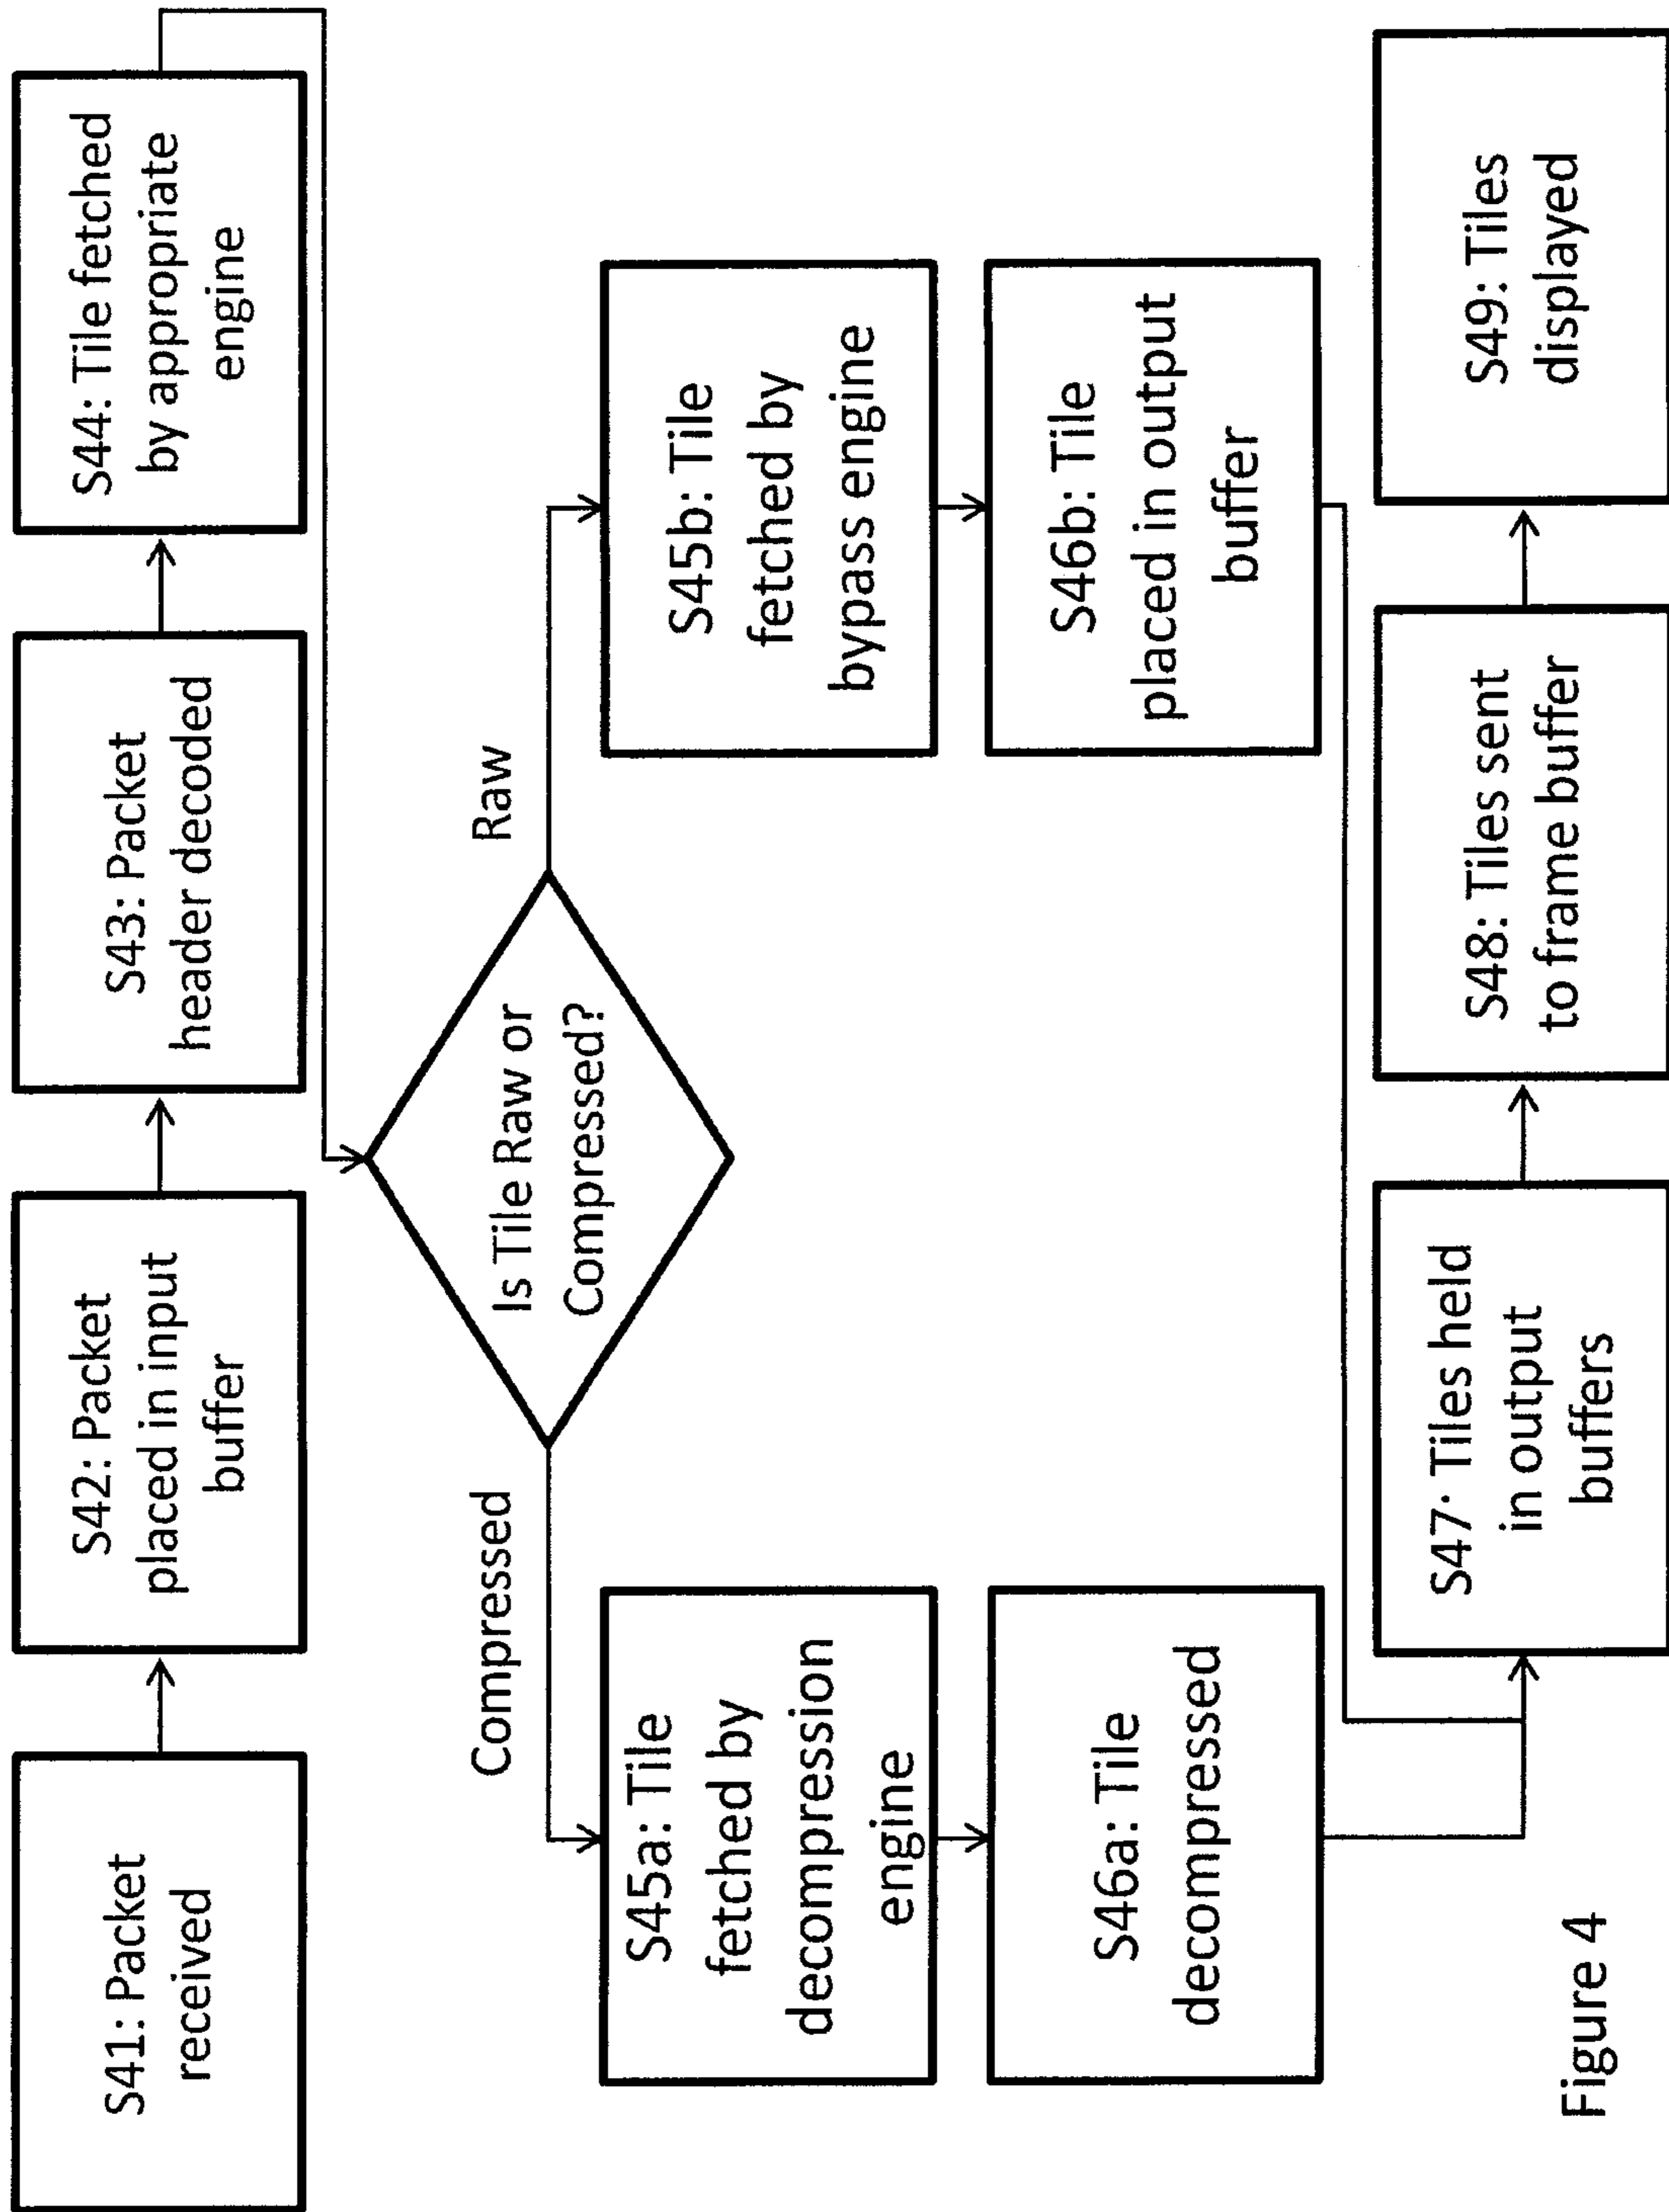 S41: Packet
received
S42: Packet
placed in input
buffer
S43: Packet
header decoded
S44: Tile fetched
by appropriate
engine
Is Tile Raw or
Compressed?
Compressed
Raw
S45a: Tile
fetched by
decompression
engine
S45b: Tile
fetched by
bypass engine
S46a: Tile
decompressed
S46b: Tile
placed in output
buffer
S47: Tiles held
in output
buffers
S48: Tiles sent
to frame buffer
S49: Tiles
displayed
Figure 4